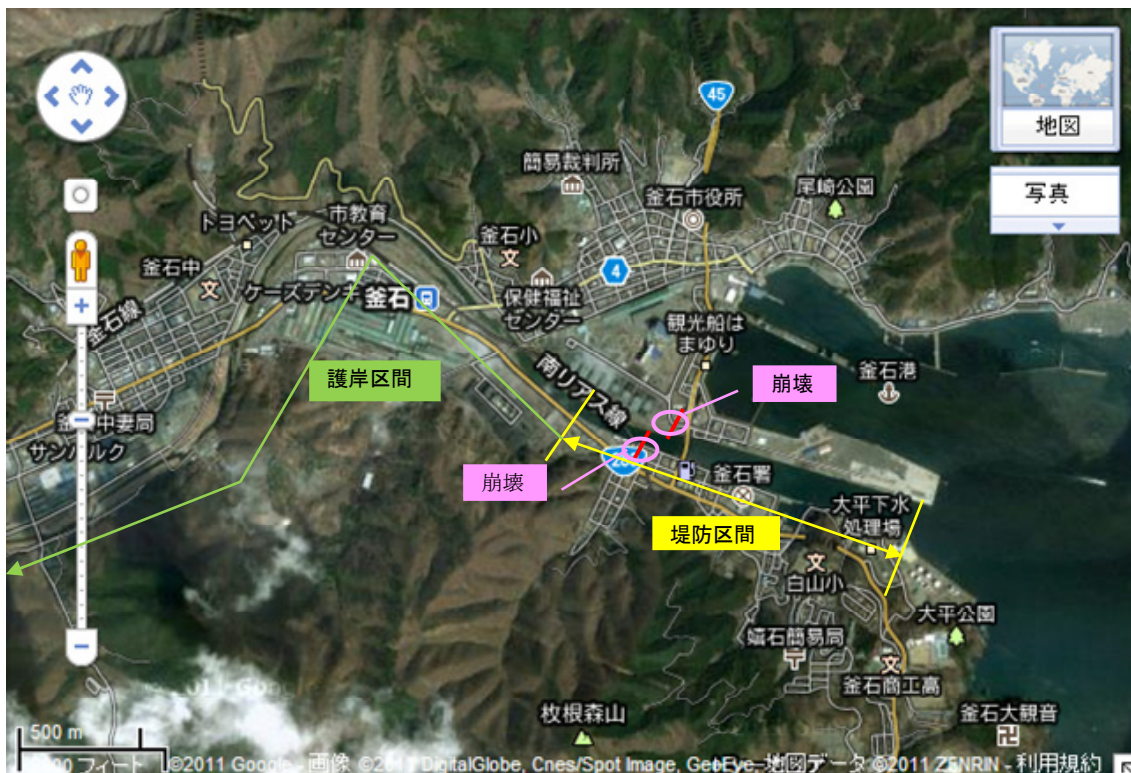 45
地図
簡易裁判所
釜石市役所
尾崎公園
写真
トヨペット
市教育
センター
釜石小
釜石中
4
ケーズデンキ
釜石
保健福祉
センター
釜石線
観光船は
まゆり
護岸区間
南リアス線
崩壊
釜石港
中妻局
サンパルク
崩壊
釜石署
大平下水
処理場
堤防区間
白山小
大平公園
嬉石簡易局
釜石商工高
枚根森山
釜石大観音
500 m
フィート
©2011 Google - 画像 ©2011 DigitalGlobe, Cnes/Spot Image, GeoEye, 地図データ ©2011 ZENRIN - 利用規約